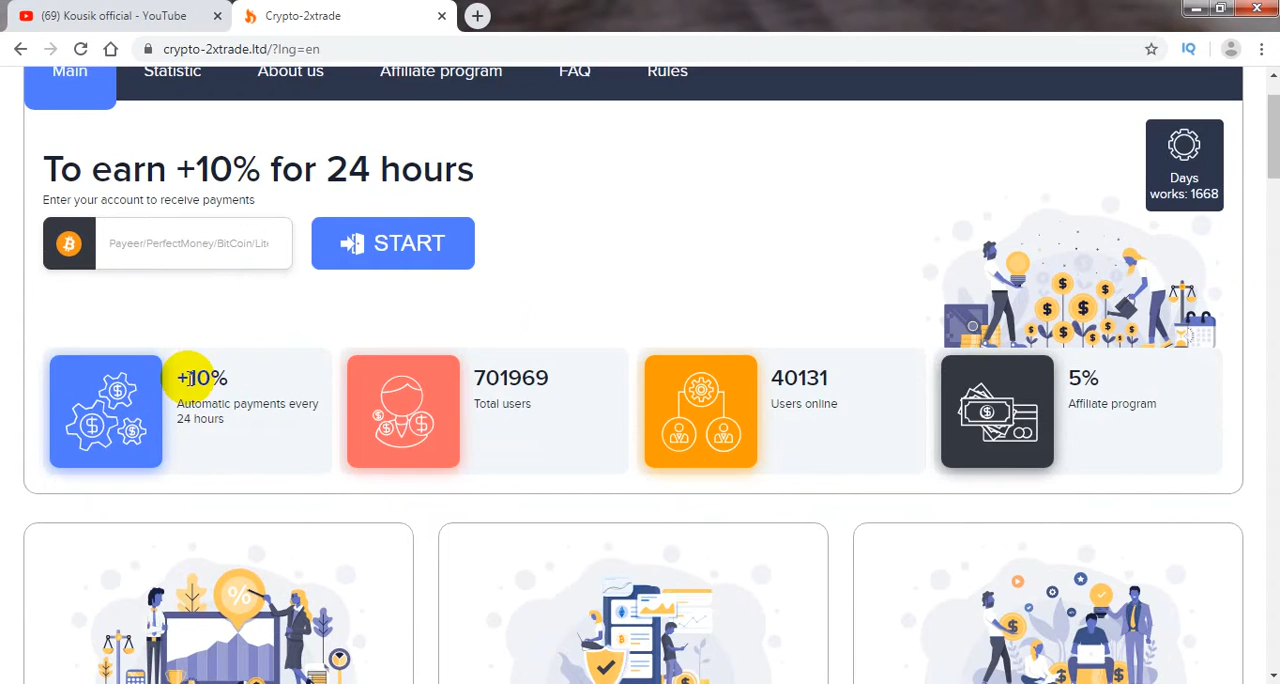 (69) Kousik official - YouTube
Crypto-2xtrade
crypto-2xtrade.ltd/?lng=en
IQ
Main
Statistic
About us
Affiliate program
FAQ
Rules
To earn +10% for 24 hours
Enter your account to receive payments
Payeer/PerfectMoney/BitCoin/Lite
START
Days
works: 1668
+10%
Automatic payments every
24 hours
701969
Total users
40131
Users online
5%
Affiliate program